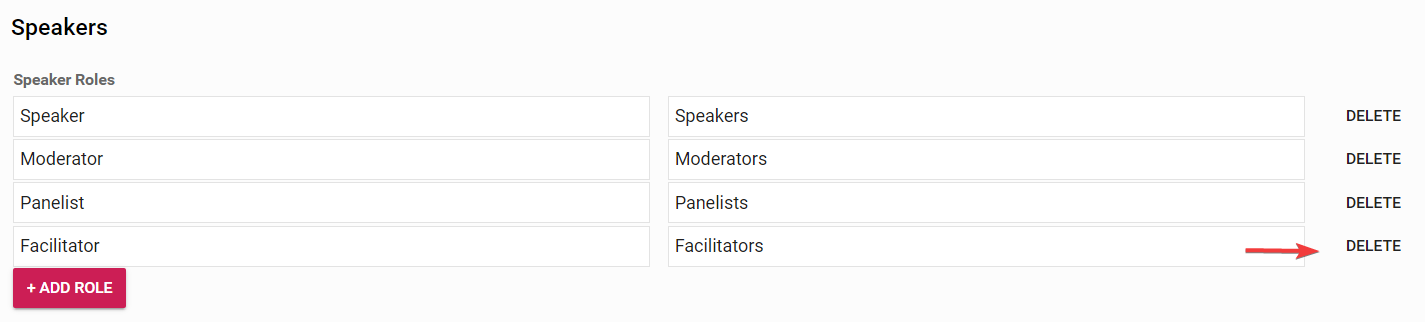 Speakers
Speaker Roles
Speaker Speakers DELETE
Moderator Moderators DELETE
Panelist Panelists DELETE
Facilitator Facilitators DELETE
+ ADD ROLE